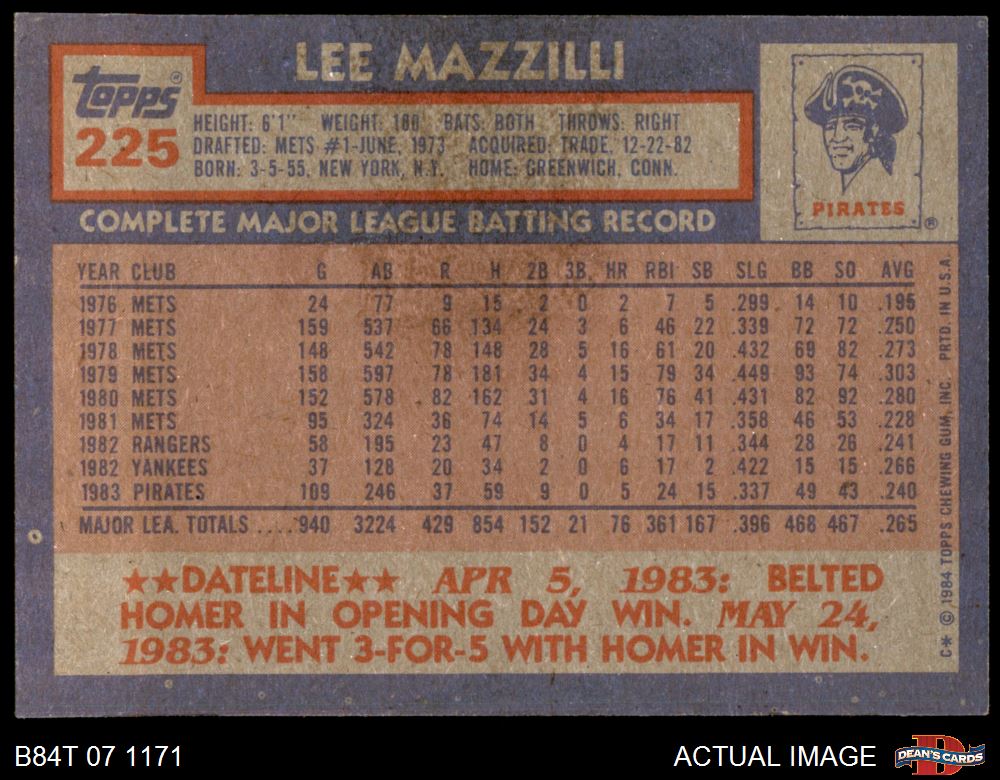 LEE MAZZILLI
Topps
225
HEIGHT: 6'1" WEIGHT: 180 BATS: BOTH THROWS: RIGHT
DRAFTED: METS #1-JUNE, 1973 ACQUIRED: TRADE, 12-22-82
BORN: 3-5-55, NEW YORK, N.Y. HOME: GREENWICH, CONN.
PIRATES®
COMPLETE MAJOR LEAGUE BATTING RECORD
YEAR CLUB G AB R H 2B 3B HR RBI SB SLG BB SO AVG
1976 METS 24 77 9 15 2 0 2 7 5 .299 14 10 .195
1977 METS 159 537 66 134 24 3 6 46 22 .339 72 72 .250
1978 METS 148 542 78 148 28 5 16 61 20 .432 69 82 .273
1979 METS 158 597 78 181 34 4 15 79 34 .449 93 74 .303
1980 METS 152 578 82 162 31 4 16 76 41 .431 82 92 .280
1981 METS 95 324 36 74 14 5 6 34 17 .358 46 53 .228
1982 RANGERS 58 195 23 47 8 0 4 17 11 .344 28 26 .241
1982 YANKEES 37 128 20 34 2 0 6 17 2 .422 15 15 .266
1983 PIRATES 109 246 37 59 9 0 5 24 15 .337 49 43 .240
MAJOR LEA. TOTALS ....940 3224 429 854 152 21 76 361 167 .396 468 467 .265
★★DATELINE★★ APR 5, 1983: BELTED
HOMER IN OPENING DAY WIN. MAY 24,
1983: WENT 3-FOR-5 WITH HOMER IN WIN.
C* © 1984 TOPPS CHEWING GUM, INC. PRTD. IN U.S.A.
B84T 07 1171
ACTUAL IMAGE
DEAN'S CARDS